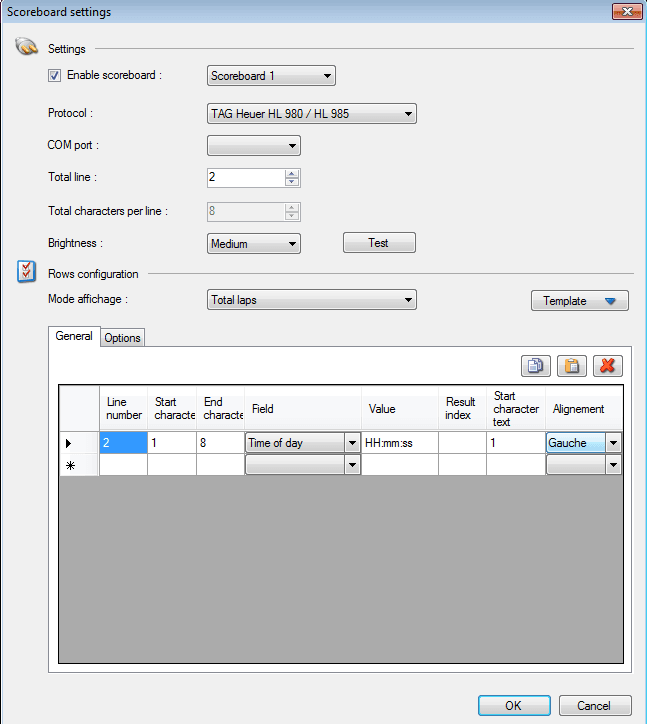 Scoreboard settings
Settings
Enable scoreboard : Scoreboard 1
Protocol : TAG Heuer HL 980 / HL 985
COM port :
Total line : 2
Total characters per line : 8
Brightness : Medium Test
Rows configuration
Mode affichage : Total laps Template
General Options
Line number Start characte End characte Field Value Result index Start character text Alignement
2 1 8 Time of day HH:mm:ss 1 Gauche
OK Cancel